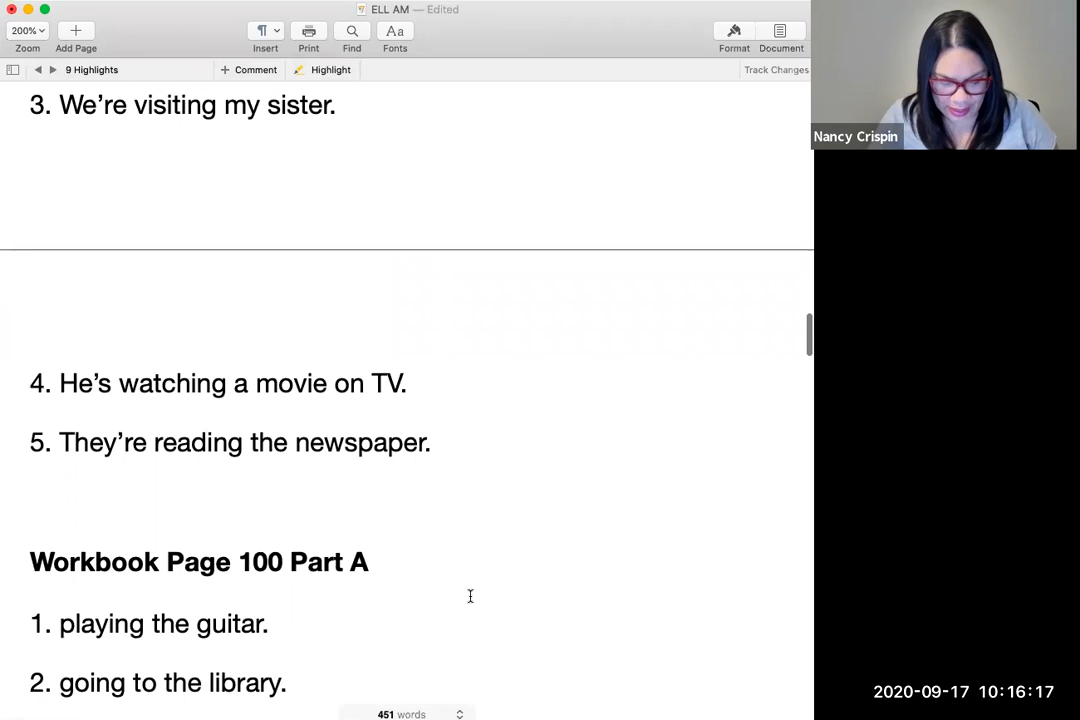 ELL AM — Edited
200%
Zoom
Add Page
Insert
Print
Find
Aa
Fonts
Format
Document
9 Highlights
+ Comment
Highlight
Track Changes
Nancy Crispin
3. We’re visiting my sister.
4. He’s watching a movie on TV.
5. They’re reading the newspaper.
Workbook Page 100 Part A
1. playing the guitar.
2. going to the library.
451 words
2020-09-17 10:16:17